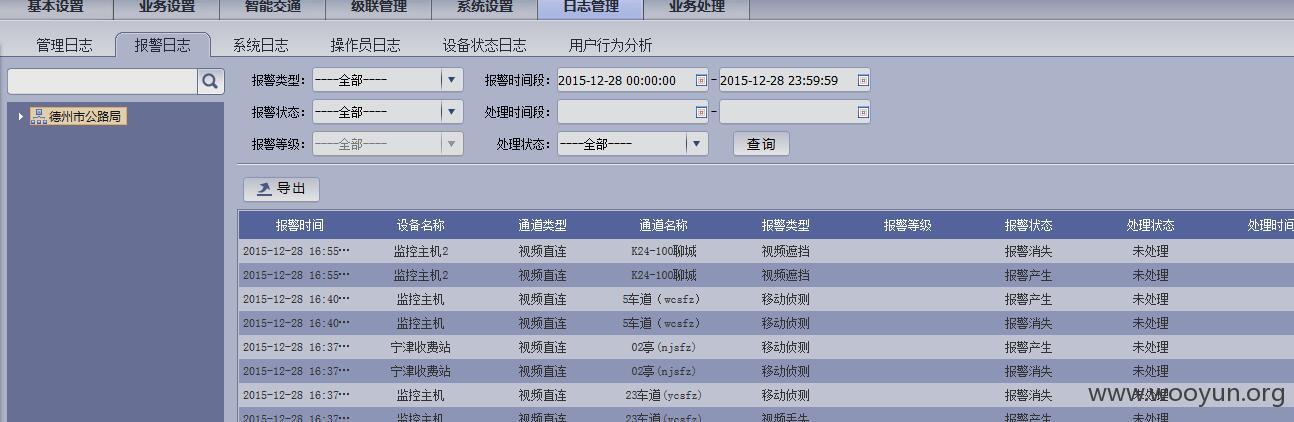 基本设置 业务设置 智能交通 级联管理 系统设置 日志管理 业务处理
管理日志 报警日志 系统日志 操作员日志 设备状态日志 用户行为分析
报警类型: ----全部---- 报警时间段: 2015-12-28 00:00:00 - 2015-12-28 23:59:59
德州市公路局
报警状态: ----全部---- 处理时间段: -
报警等级: ----全部---- 处理状态: ----全部---- 查询
导出
报警时间 设备名称 通道类型 通道名称 报警类型 报警等级 报警状态 处理状态 处理时间
2015-12-28 16:55… 监控主机2 视频直连 K24-100聊城 视频遮挡 报警消失 未处理
2015-12-28 16:55… 监控主机2 视频直连 K24-100聊城 视频遮挡 报警产生 未处理
2015-12-28 16:40… 监控主机 视频直连 5车道（wcsfz） 移动侦测 报警产生 未处理
2015-12-28 16:40… 监控主机 视频直连 5车道（wcsfz） 移动侦测 报警消失 未处理
2015-12-28 16:37… 宁津收费站 视频直连 02亭(njsfz) 移动侦测 报警产生 未处理
2015-12-28 16:37… 宁津收费站 视频直连 02亭(njsfz) 移动侦测 报警消失 未处理
2015-12-28 16:37… 监控主机 视频直连 23车道(ycsfz) 移动侦测 报警消失 未处理
2015-12-28 16:37… 监控主机 视频直连 23车道(ycsfz) 视频丢失 报警产生 未处理
www.wooyun.org